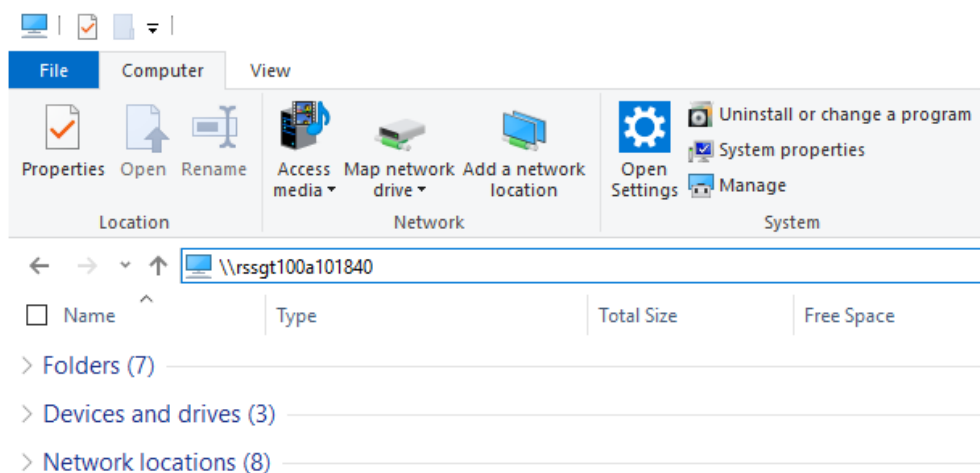 File Computer View
Uninstall or change a program
System properties
Properties Open Rename Access media Map network drive Add a network location Open Settings Manage
Location Network System
\\rssgt100a101840
Name Type Total Size Free Space
Folders (7)
Devices and drives (3)
Network locations (8)